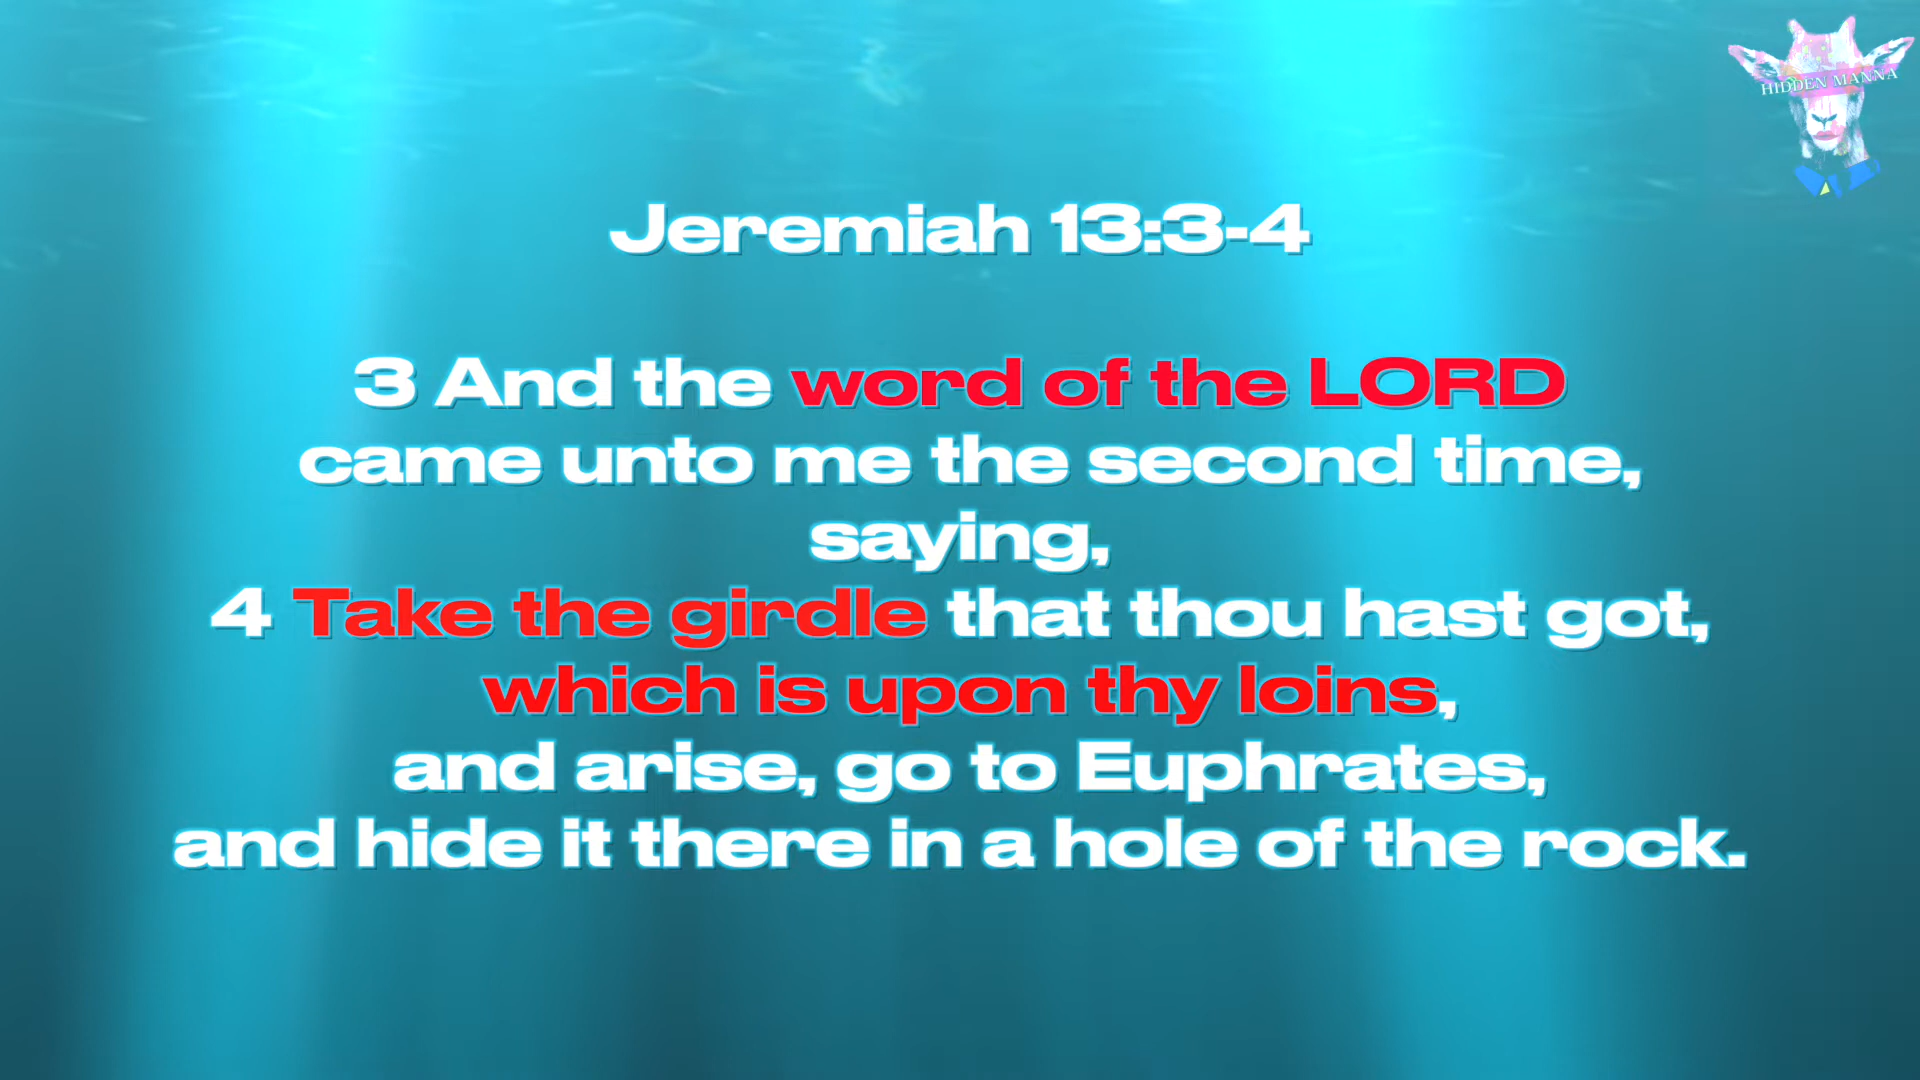 HIDDEN MANNA
Jeremiah 13:3-4
3 And the word of the LORD
came unto me the second time,
saying,
4 Take the girdle that thou hast got,
which is upon thy loins,
and arise, go to Euphrates,
and hide it there in a hole of the rock.